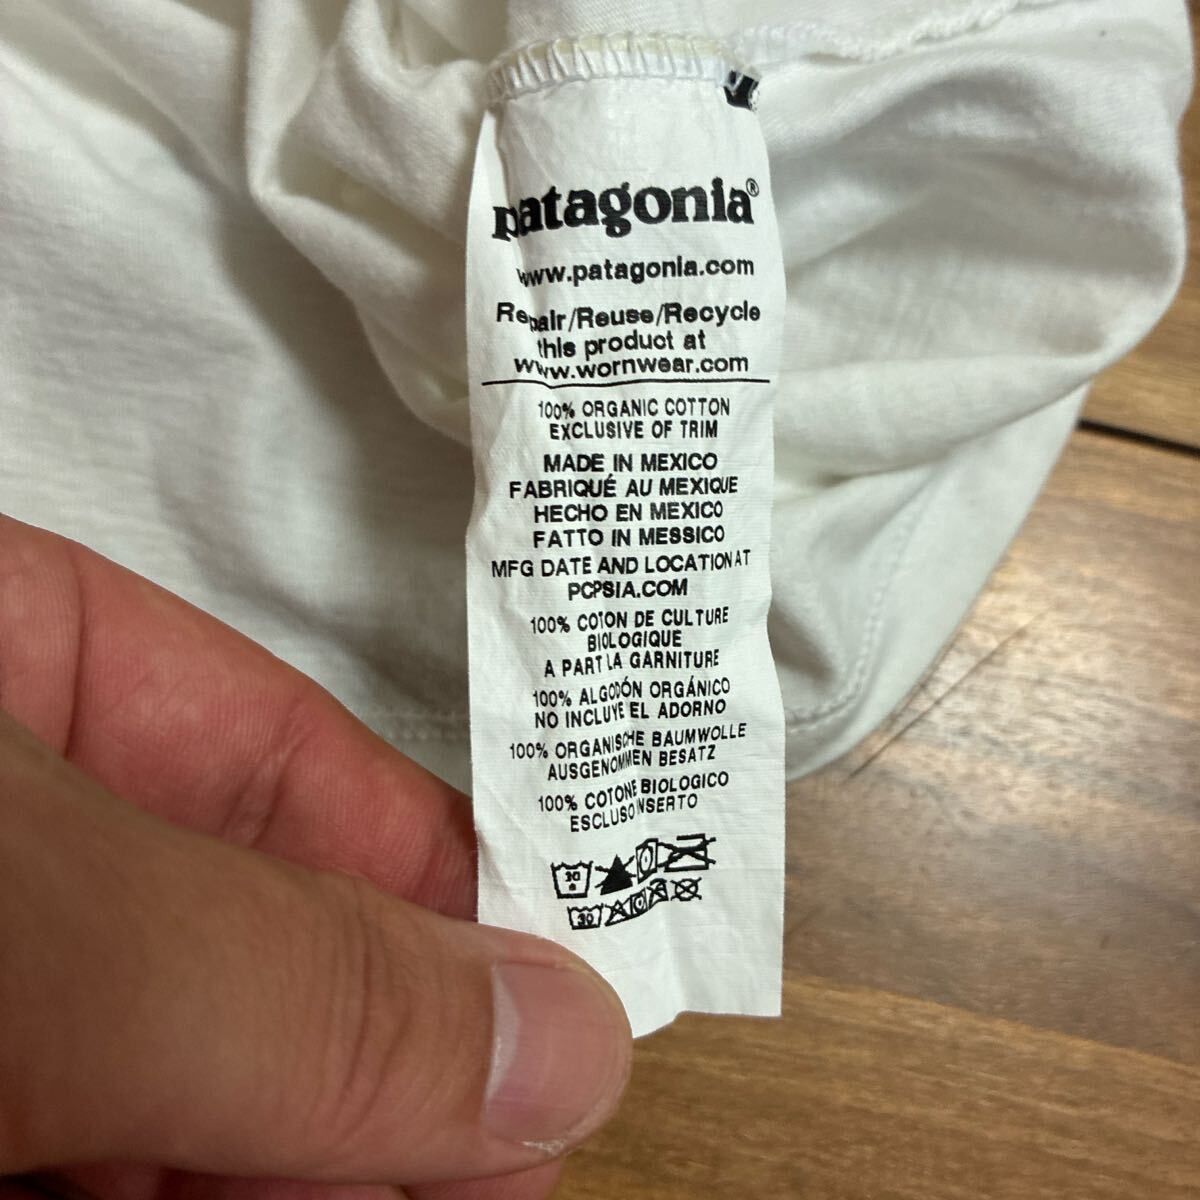 patagonia®
www.patagonia.com
Repair/Reuse/Recycle
this product at
www.wornwear.com
100% ORGANIC COTTON
EXCLUSIVE OF TRIM
MADE IN MEXICO
FABRIQUÉ AU MEXIQUE
HECHO EN MEXICO
FATTO IN MESSICO
MFG DATE AND LOCATION AT
PCPSIA.COM
100% COTON DE CULTURE
BIOLOGIQUE
A PART LA GARNITURE
100% ALGODÓN ORGÁNICO
NO INCLUYE EL ADORNO
100% ORGANISCHE BAUMWOLLE
AUSGENOMMEN BESATZ
100% COTONE BIOLOGICO
ESCLUSO INSERTO
30
30